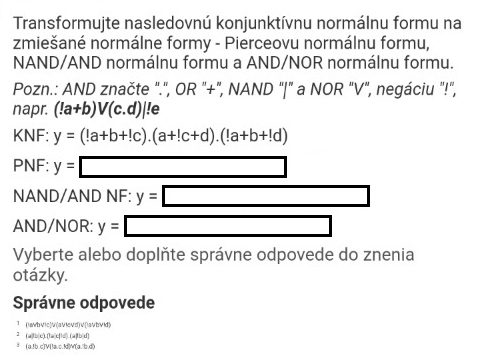 Transformujte nasledovnú konjunktívnu normálnu formu na
zmiešané normálne formy - Pierceovu normálnu formu,
NAND/AND normálnu formu a AND/NOR normálnu formu.
Pozn.: AND značte ".", OR "+", NAND "|" a NOR "V", negáciu "!",
napr. (!a+b)V(c.d)|!e
KNF: y = (!a+b+!c).(a+!c+d).(!a+b+!d)
PNF: y =
NAND/AND NF: y =
AND/NOR: y =
Vyberte alebo doplňte správne odpovede do znenia
otázky.
Správne odpovede
1 (!aVbV!c)V(aV!cVd)V(!aVbV!d)
2 (a|!b|c).(!a|c|!d).(a|!b|d)
3 (a.!b.c)V(!a.c.!d)V(a.!b.d)